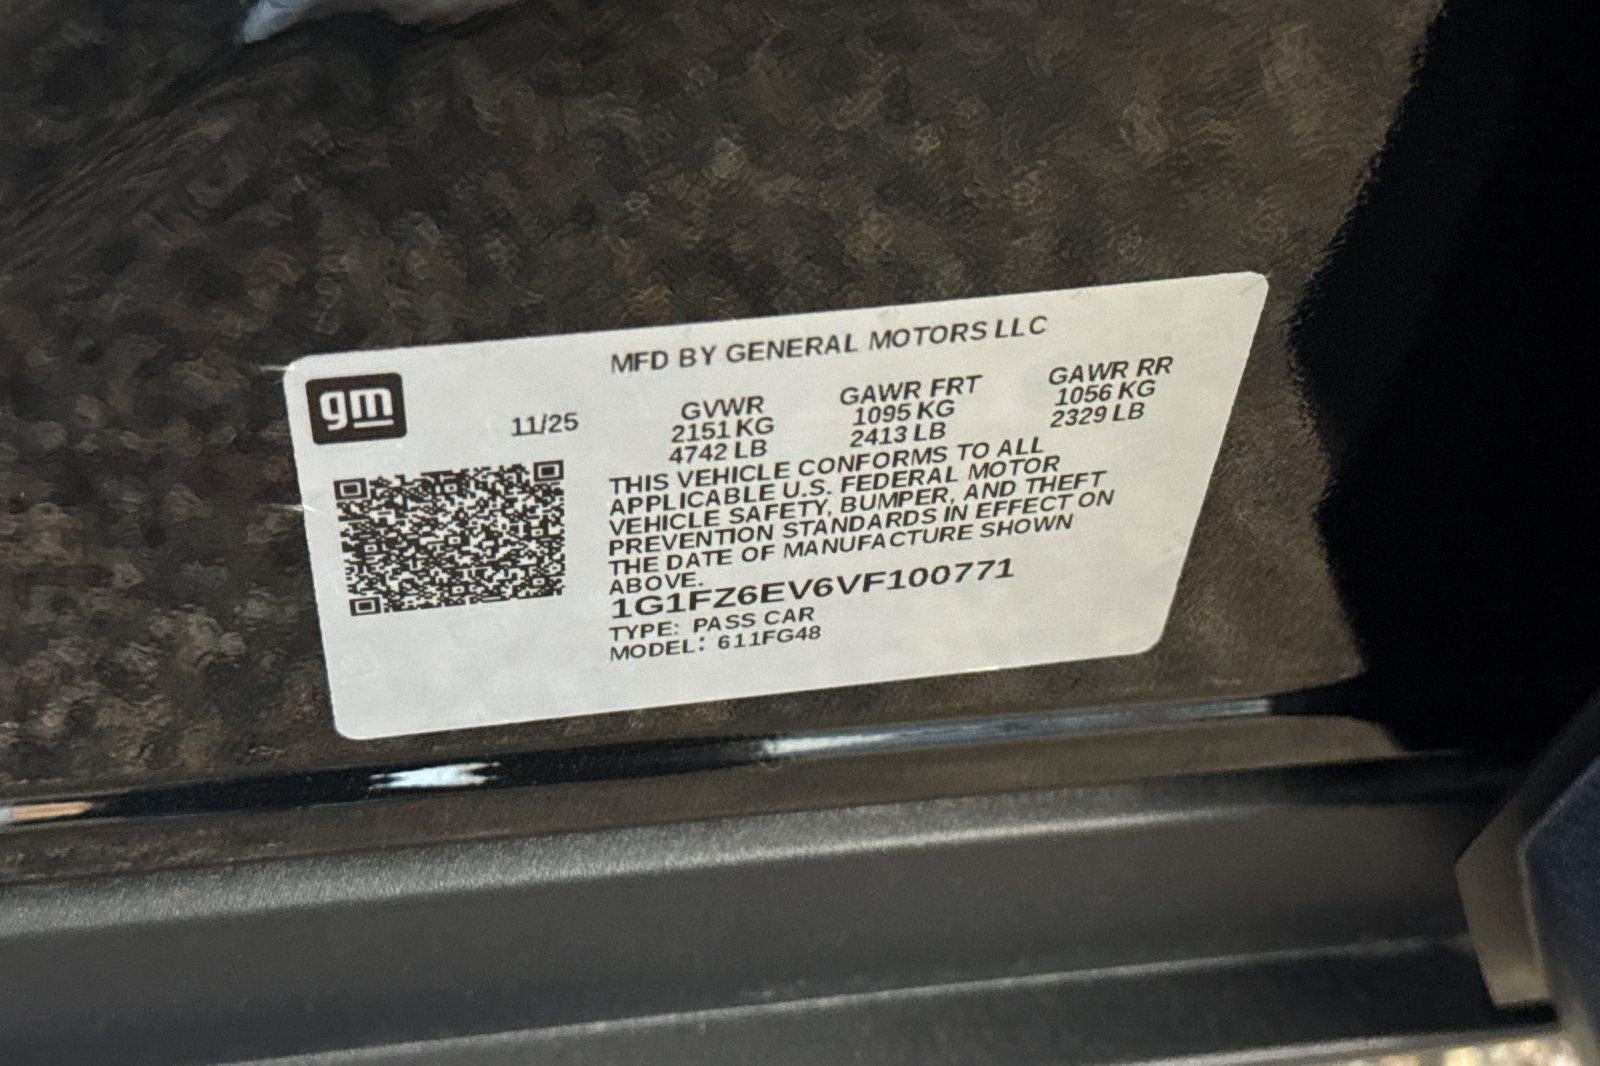 MFD BY GENERAL MOTORS LLC
gm
11/25
GVWR GAWR FRT GAWR RR
2151 KG 1095 KG 1056 KG
4742 LB 2413 LB 2329 LB
THIS VEHICLE CONFORMS TO ALL
APPLICABLE U.S. FEDERAL MOTOR
VEHICLE SAFETY, BUMPER, AND THEFT
PREVENTION STANDARDS IN EFFECT ON
THE DATE OF MANUFACTURE SHOWN
ABOVE.
1G1FZ6EV6VF100771
TYPE: PASS CAR
MODEL: 611FG48